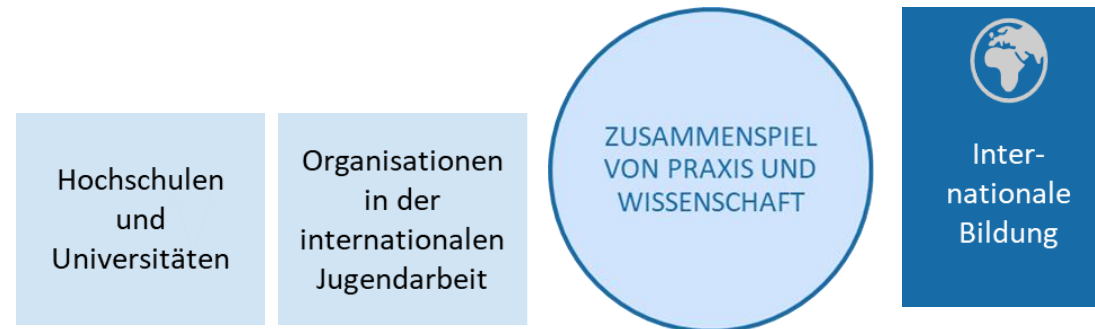 Hochschulen
und
Universitäten
Organisationen
in der
internationalen
Jugendarbeit
ZUSAMMENSPIEL
VON PRAXIS UND
WISSENSCHAFT
Inter-
nationale
Bildung